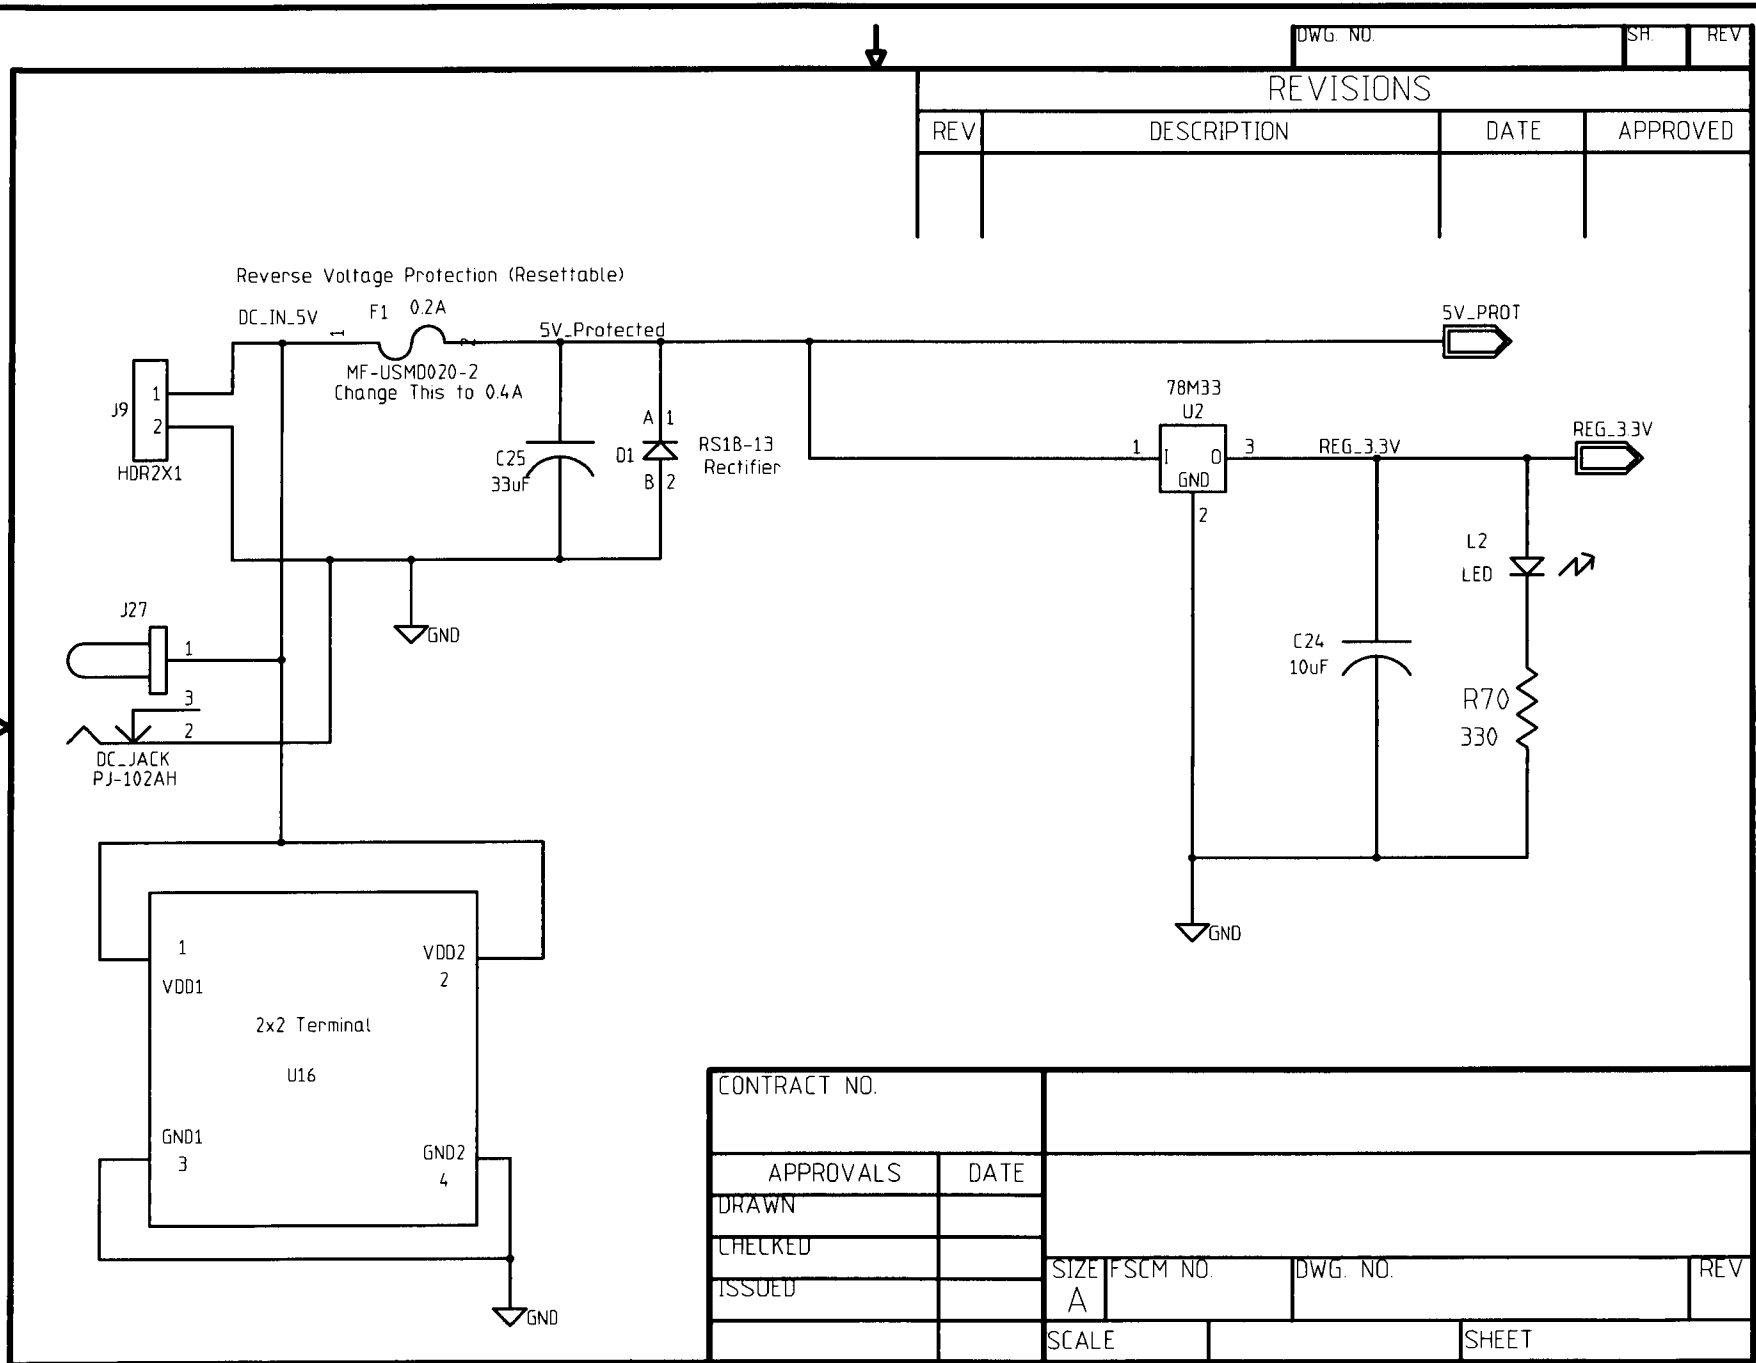 DWG. NO. SH. REV
REVISIONS
REV DESCRIPTION DATE APPROVED
Reverse Voltage Protection (Resettable)
DC_IN_5V
1
F1 0.2A
2
5V_Protected
MF-USMD020-2
Change This to 0.4A
5V_PROT
J9
1
2
HDR2X1
C25
33uF
A 1
D1
B 2
RS1B-13
Rectifier
GND
78M33
U2
1
I O
GND
3
2
REG_3.3V
REG_3.3V
L2
LED
C24
10uF
R70
330
GND
J27
1
3
2
DC_JACK
PJ-102AH
1
VDD1
VDD2
2
2x2 Terminal
U16
GND1
3
GND2
4
GND
CONTRACT NO.
APPROVALS DATE
DRAWN
CHECKED
ISSUED
SIZE FSCM NO. DWG. NO. REV
A
SCALE SHEET